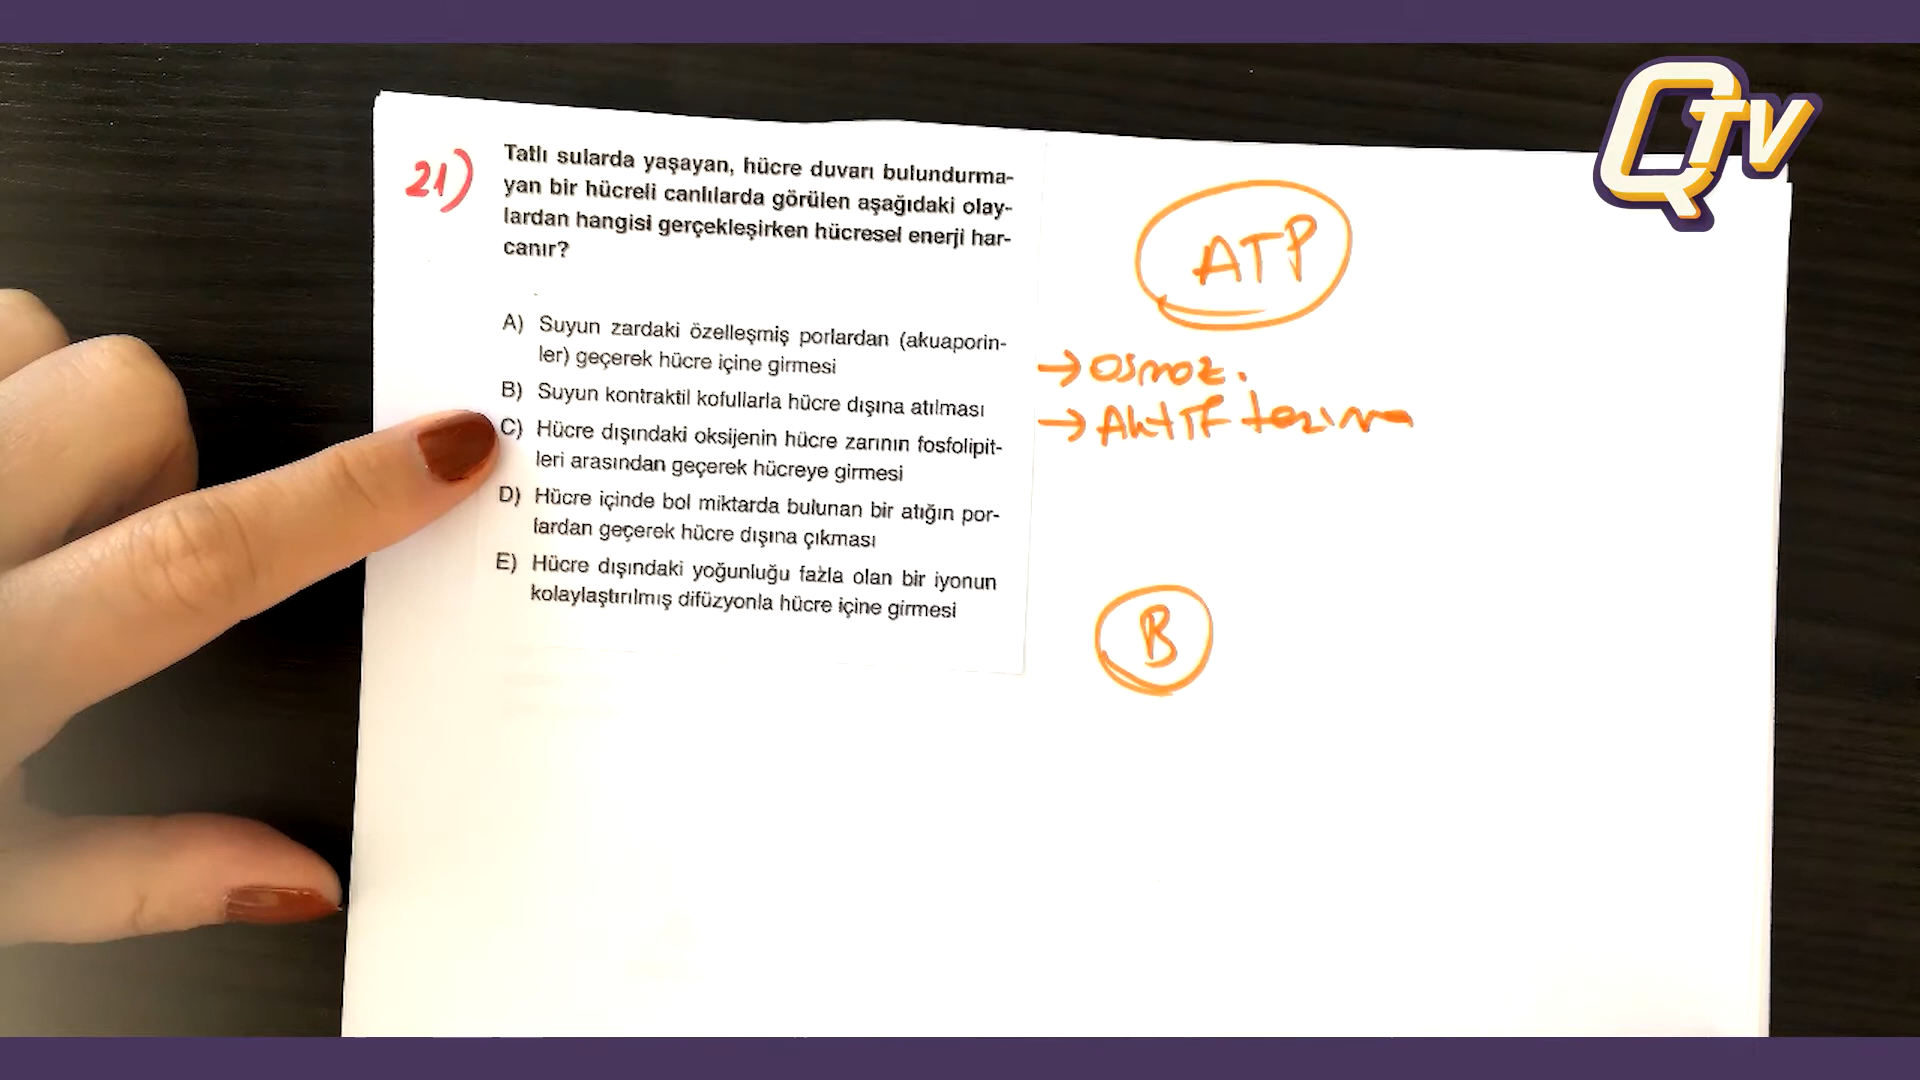 QTV
21)
Tatlı sularda yaşayan, hücre duvarı bulundurma-
yan bir hücreli canlılarda görülen aşağıdaki olay-
lardan hangisi gerçekleşirken hücresel enerji har-
canır?
A) Suyun zardaki özelleşmiş porlardan (akuaporin-
ler) geçerek hücre içine girmesi
B) Suyun kontraktil kofullarla hücre dışına atılması
C) Hücre dışındaki oksijenin hücre zarının fosfolipit-
leri arasından geçerek hücreye girmesi
D) Hücre içinde bol miktarda bulunan bir atığın por-
lardan geçerek hücre dışına çıkması
E) Hücre dışındaki yoğunluğu fazla olan bir iyonun
kolaylaştırılmış difüzyonla hücre içine girmesi
ATP
→ osmoz.
→ Aktif taşıma
B